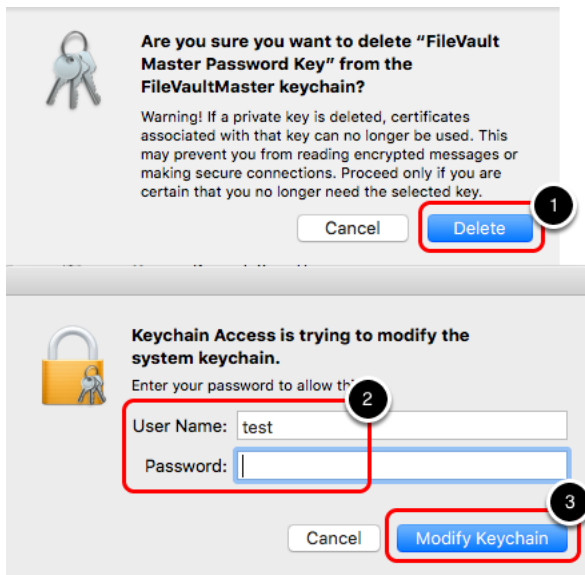 Are you sure you want to delete “FileVault
Master Password Key” from the
FileVaultMaster keychain?
Warning! If a private key is deleted, certificates
associated with that key can no longer be used. This
may prevent you from reading encrypted messages or
making secure connections. Proceed only if you are
certain that you no longer need the selected key.
1
Cancel
Delete
Keychain Access is trying to modify the
system keychain.
Enter your password to allow
2
User Name: test
Password:
3
Cancel
Modify Keychain